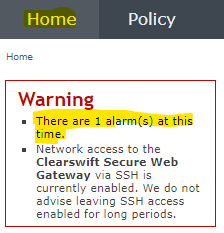 Home Policy
Home
Warning
There are 1 alarm(s) at this
time.
Network access to the
Clearswift Secure Web
Gateway via SSH is
currently enabled. We do not
advise leaving SSH access
enabled for long periods.